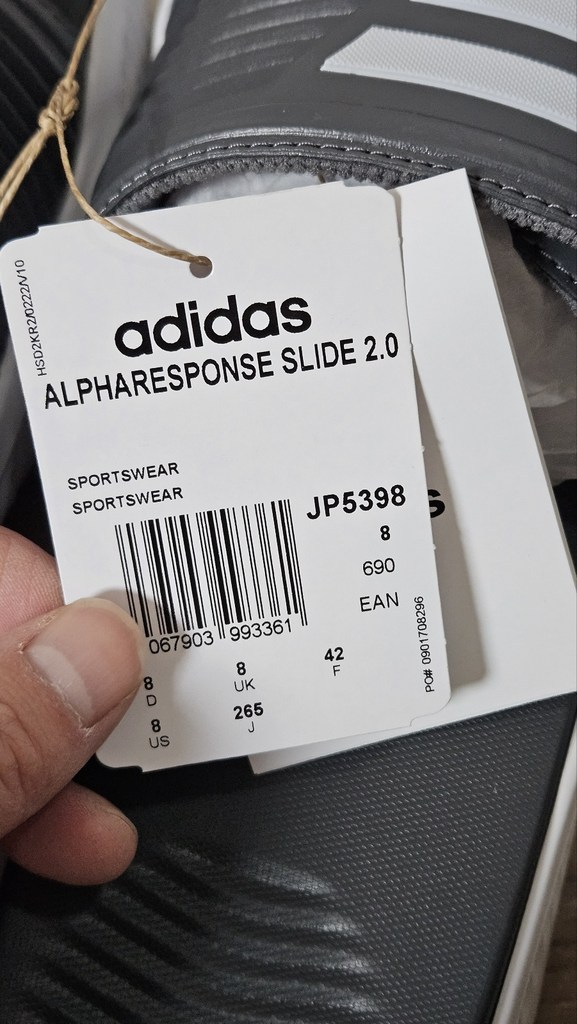 HSD2KR2/0222/V10
adidas
ALPHARESPONSE SLIDE 2.0
SPORTSWEAR
SPORTSWEAR
JP5398
8
690
EAN
067903 993361
8
D
8
UK
42
F
8
US
265
J
PO# 0901708296
s